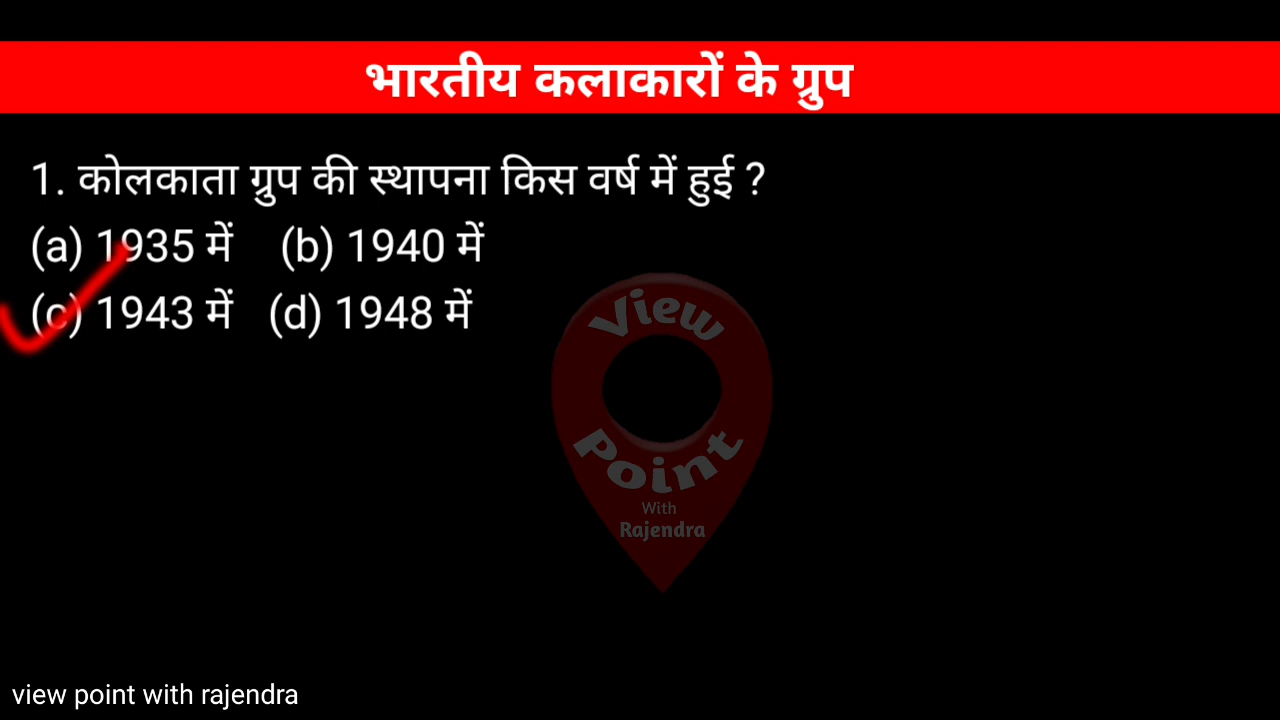 भारतीय कलाकारों के ग्रुप
1. कोलकाता ग्रुप की स्थापना किस वर्ष में हुई ?
(a) 1935 में (b) 1940 में
(c) 1943 में (d) 1948 में
View
Point
With
Rajendra
view point with rajendra